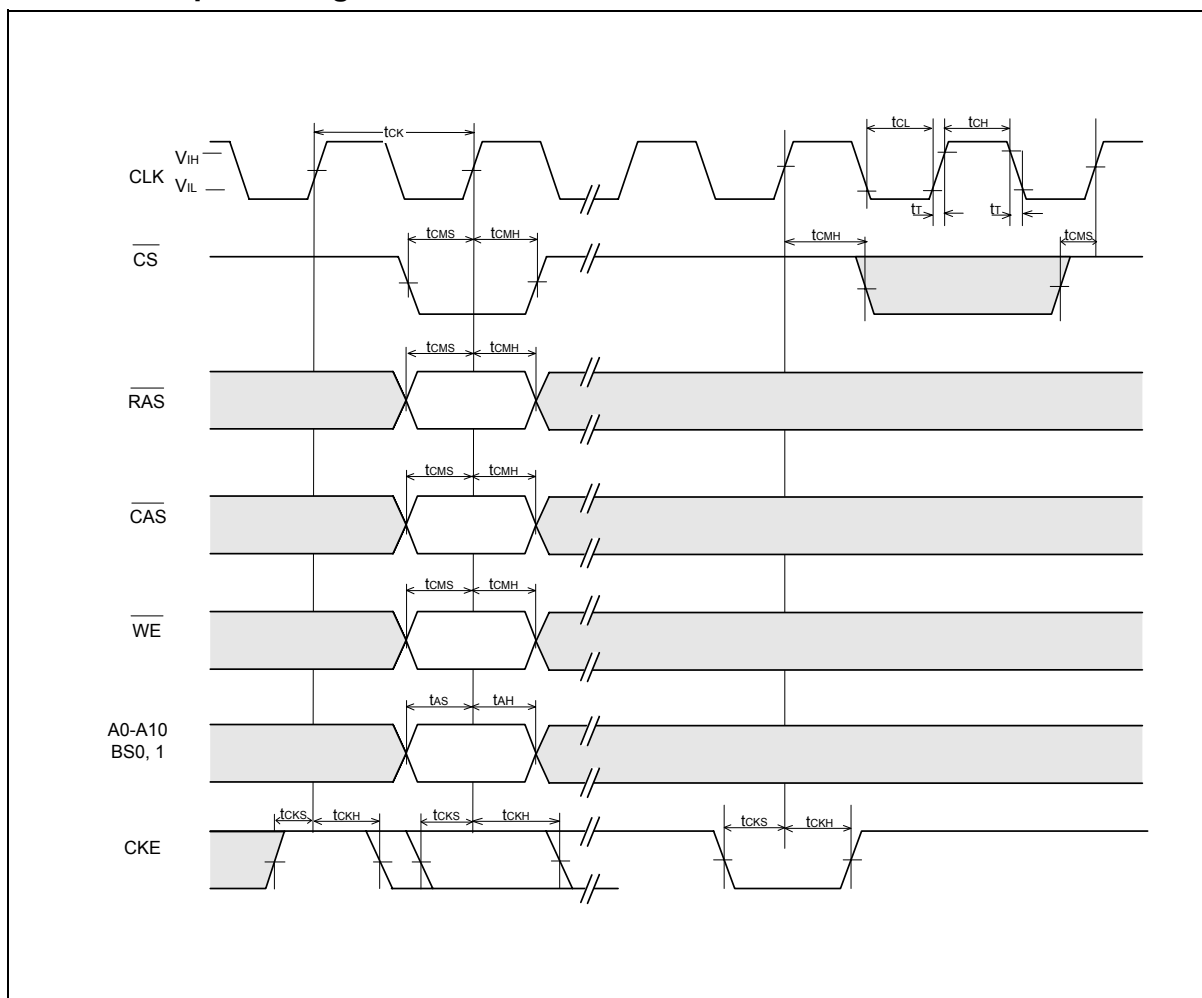 tCK
tCL
tCH
VIH
CLK
VIL
tT
tT
tCMS
tCMH
tCMH
tCMS
CS
tCMS
tCMH
RAS
tCMS
tCMH
CAS
tCMS
tCMH
WE
tAS
tAH
A0-A10
BS0, 1
tCKS
tCKH
tCKS
tCKH
tCKS
tCKH
CKE